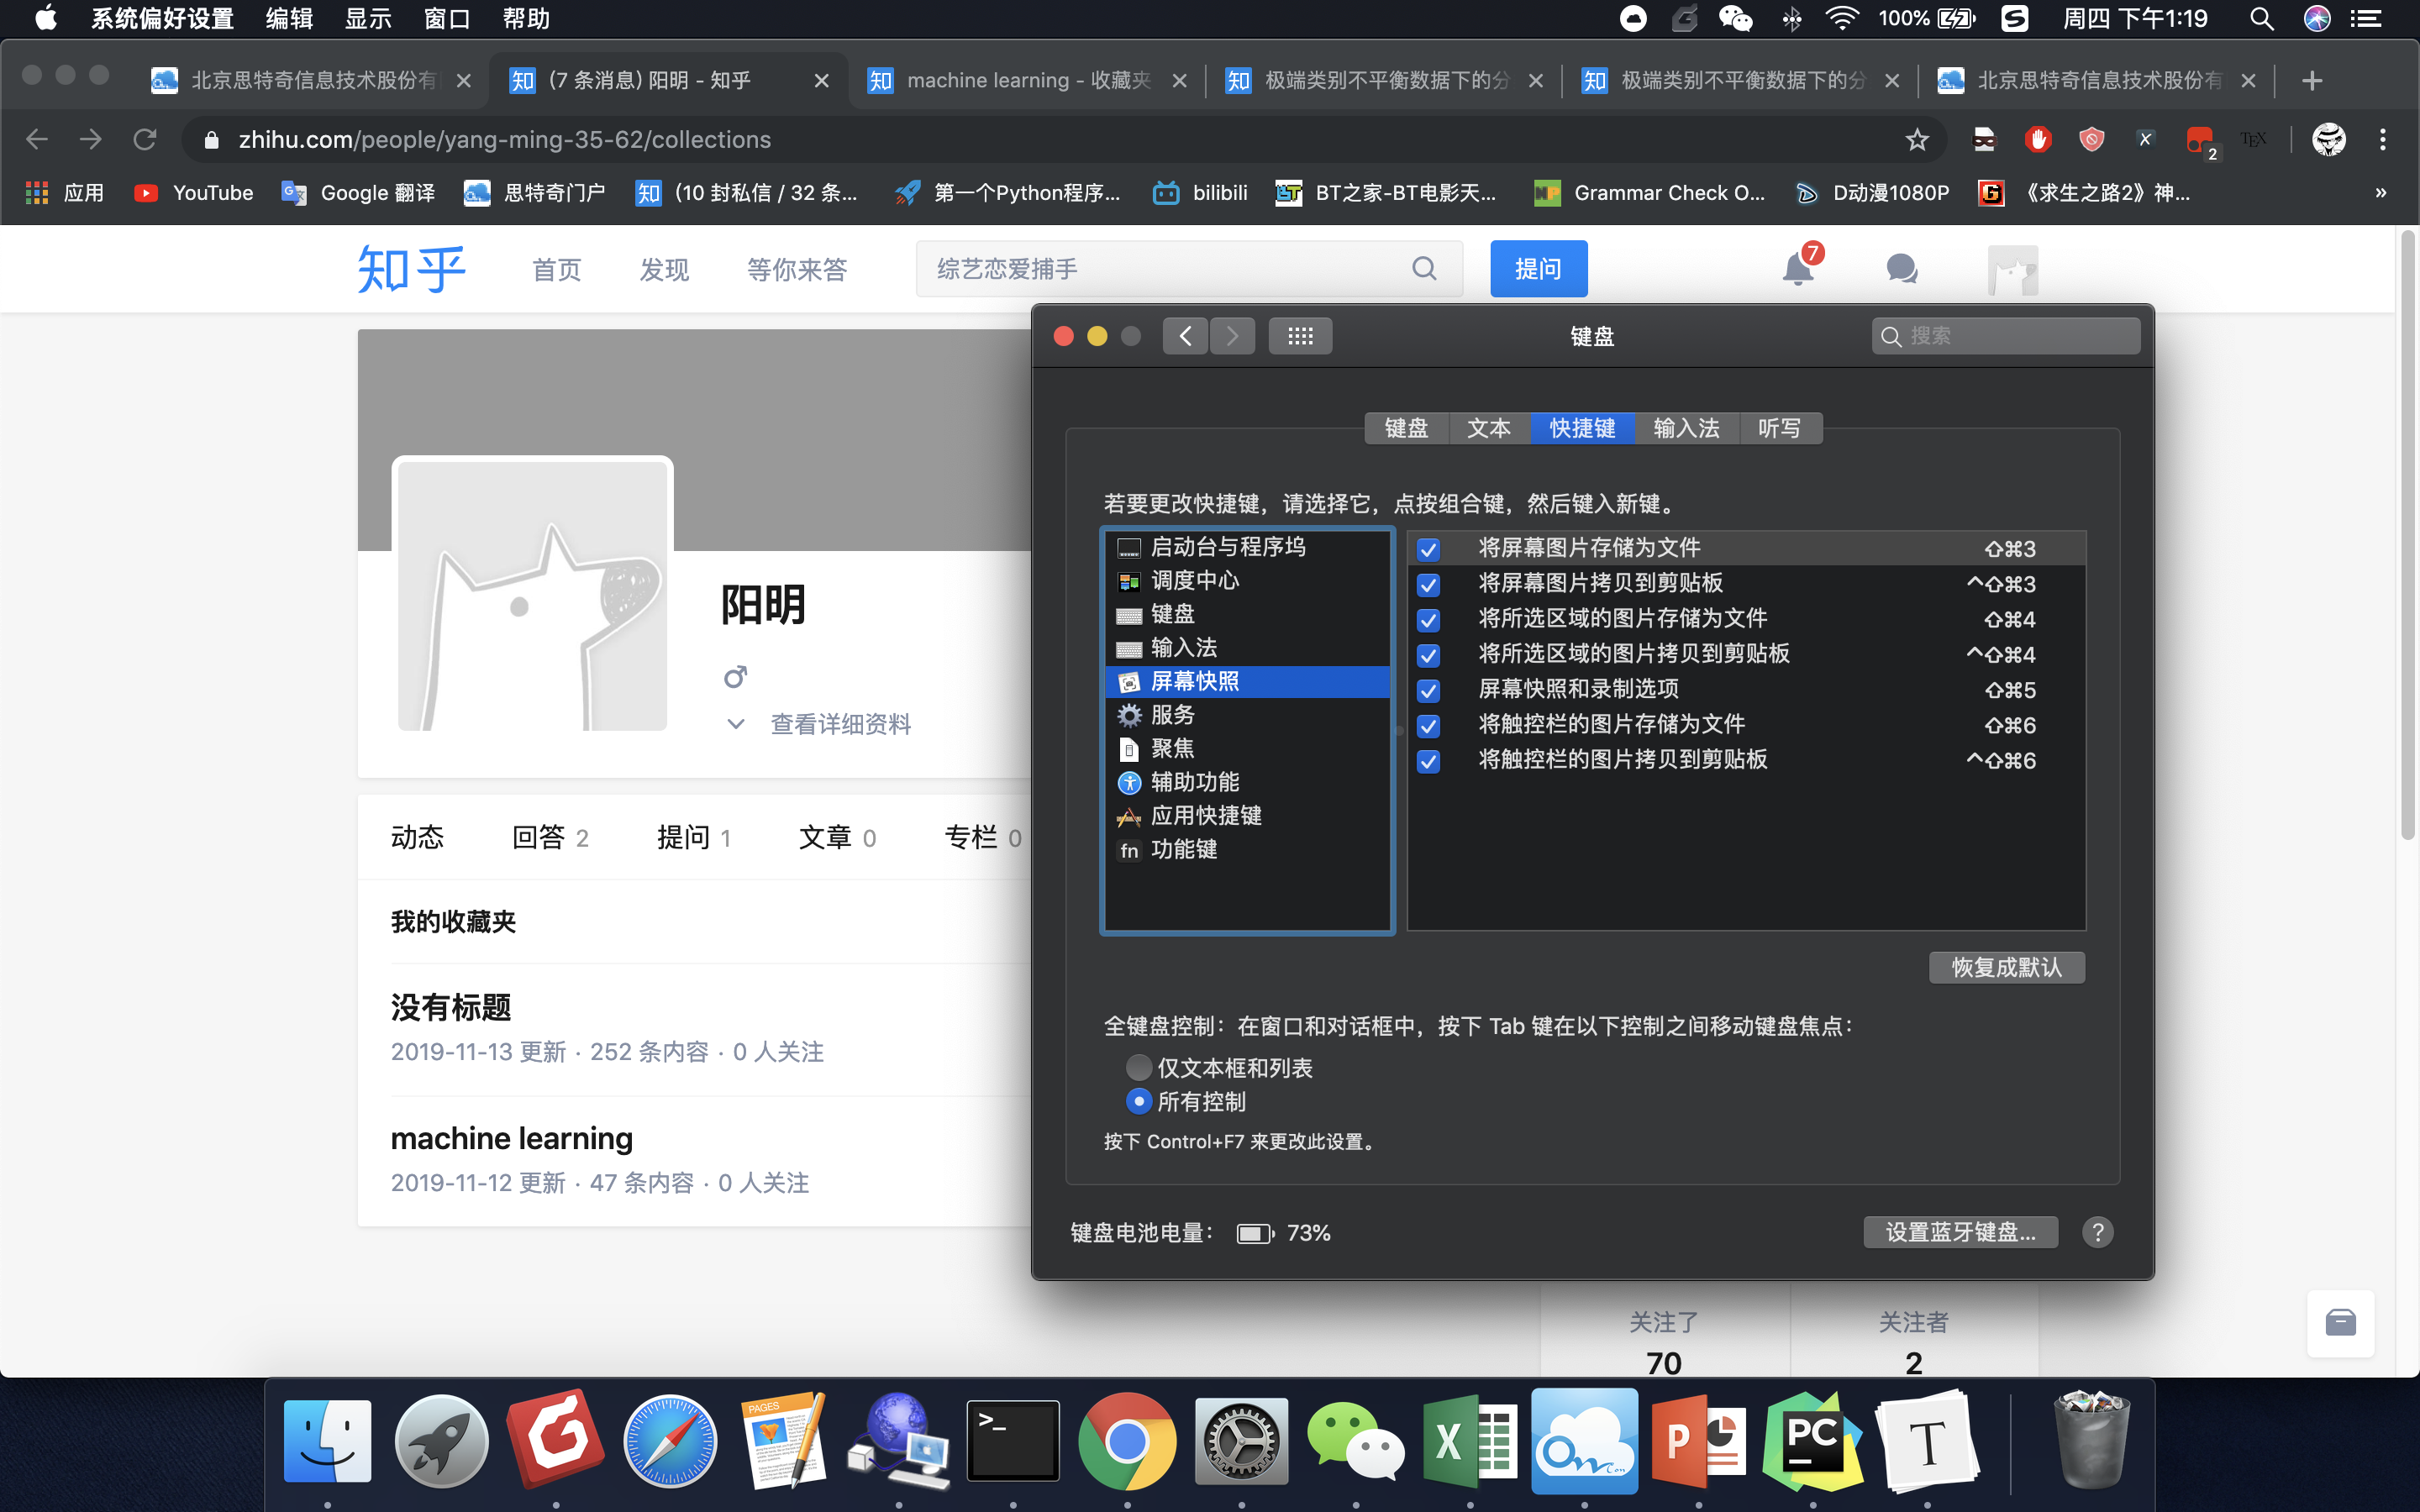 系统偏好设置 编辑 显示 窗口 帮助 100% 周四 下午1:19
北京思特奇信息技术股份有 (7 条消息) 阳明 - 知乎 machine learning - 收藏夹 极端类别不平衡数据下的分 极端类别不平衡数据下的分 北京思特奇信息技术股份有
zhihu.com/people/yang-ming-35-62/collections 2 TEX
应用 YouTube Google 翻译 思特奇门户 (10 封私信 / 32 条... 第一个Python程序... bilibili BT之家-BT电影天... Grammar Check O... D动漫1080P 《求生之路2》神... »
知乎 首页 发现 等你来答 综艺恋爱捕手 提问 7
阳明
查看详细资料
动态 回答 2 提问 1 文章 0 专栏 0
我的收藏夹
没有标题
2019-11-13 更新 · 252 条内容 · 0 人关注
machine learning
2019-11-12 更新 · 47 条内容 · 0 人关注
键盘 搜索
键盘 文本 快捷键 输入法 听写
若要更改快捷键，请选择它，点按组合键，然后键入新键。
启动台与程序坞
调度中心
键盘
输入法
屏幕快照
服务
聚焦
辅助功能
应用快捷键
fn 功能键
将屏幕图片存储为文件 ⇧⌘3
将屏幕图片拷贝到剪贴板 ^⇧⌘3
将所选区域的图片存储为文件 ⇧⌘4
将所选区域的图片拷贝到剪贴板 ^⇧⌘4
屏幕快照和录制选项 ⇧⌘5
将触控栏的图片存储为文件 ⇧⌘6
将触控栏的图片拷贝到剪贴板 ^⇧⌘6
恢复成默认
全键盘控制：在窗口和对话框中，按下 Tab 键在以下控制之间移动键盘焦点：
仅文本框和列表
所有控制
按下 Control+F7 来更改此设置。
键盘电池电量： 73% 设置蓝牙键盘... ?
关注了 关注者
70 2
PAGES >_ X P PC T